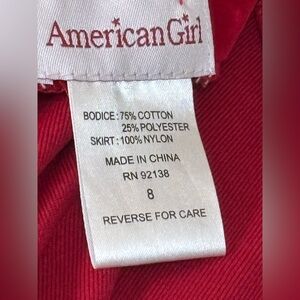 American Girl
BODICE: 75% COTTON
25% POLYESTER
SKIRT: 100% NYLON
MADE IN CHINA
RN 92138
8
REVERSE FOR CARE